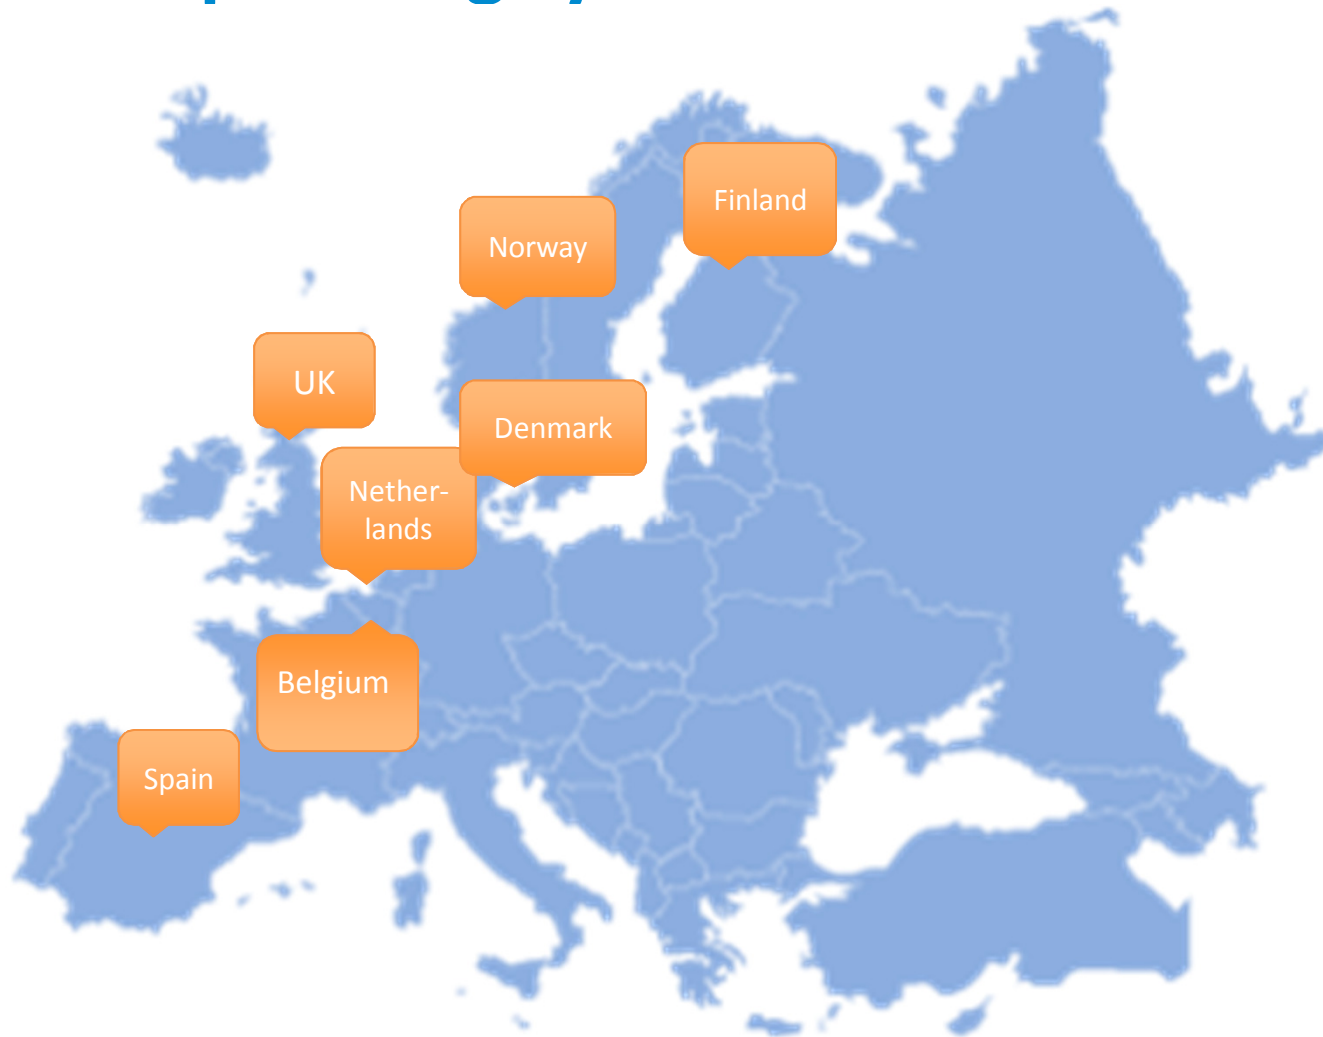 Finland
Norway
UK
Denmark
Nether-
lands
Belgium
Spain